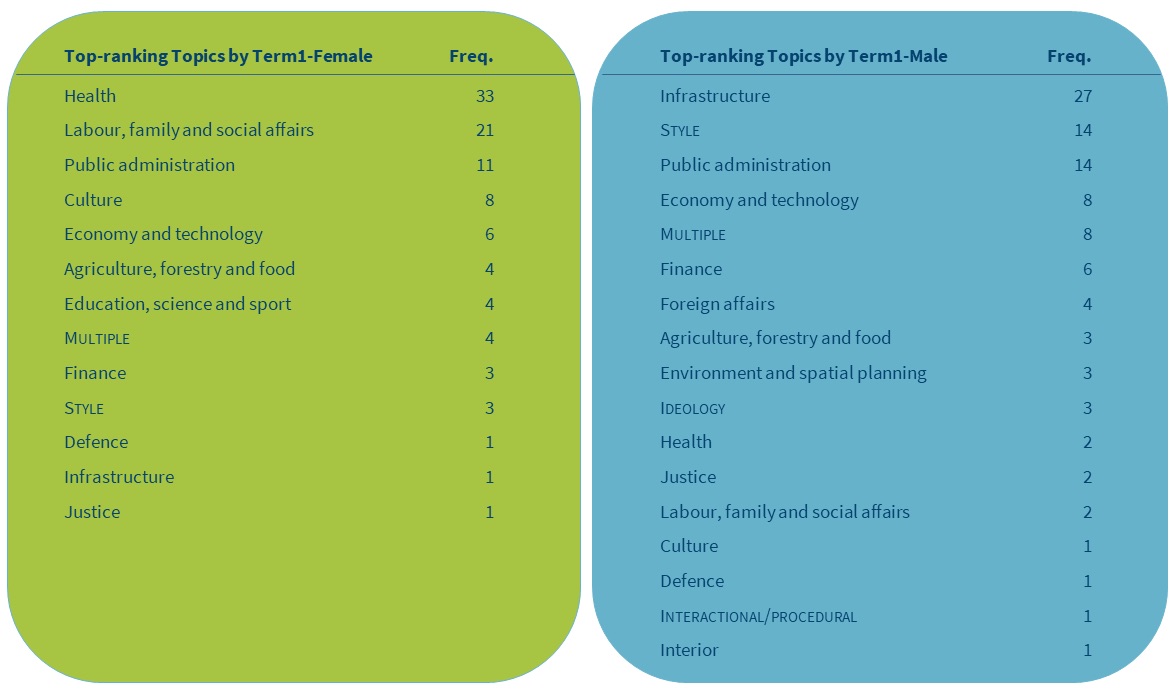 Top-ranking Topics by Term1-Female Freq.
Health 33
Labour, family and social affairs 21
Public administration 11
Culture 8
Economy and technology 6
Agriculture, forestry and food 4
Education, science and sport 4
MULTIPLE 4
Finance 3
STYLE 3
Defence 1
Infrastructure 1
Justice 1
Top-ranking Topics by Term1-Male Freq.
Infrastructure 27
STYLE 14
Public administration 14
Economy and technology 8
MULTIPLE 8
Finance 6
Foreign affairs 4
Agriculture, forestry and food 3
Environment and spatial planning 3
IDEOLOGY 3
Health 2
Justice 2
Labour, family and social affairs 2
Culture 1
Defence 1
INTERACTIONAL/PROCEDURAL 1
Interior 1